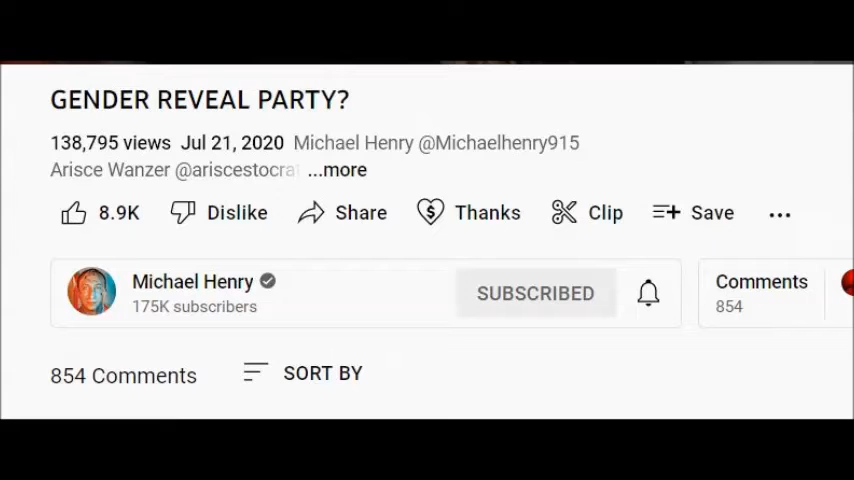 GENDER REVEAL PARTY?
138,795 views Jul 21, 2020 Michael Henry @Michaelhenry915
Arisce Wanzer @ariscestocrat ...more
8.9K Dislike Share Thanks Clip Save ...
Michael Henry
175K subscribers
SUBSCRIBED
Comments
854
854 Comments SORT BY